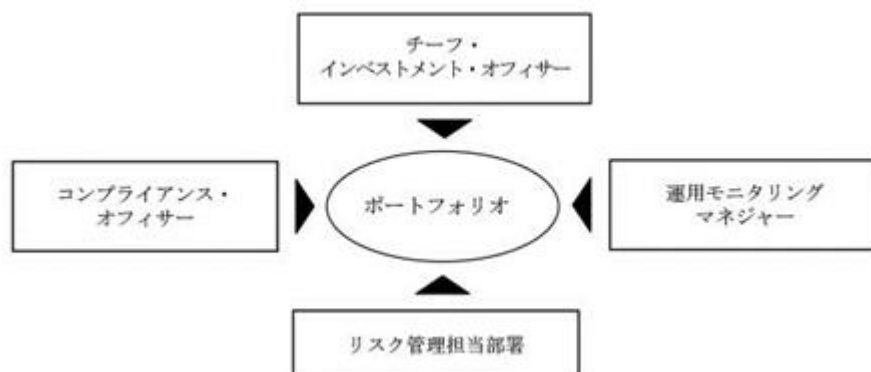 チーフ・
インベストメント・オフィサー
コンプライアンス・
オフィサー
ポートフォリオ
運用モニタリング
マネジャー
リスク管理担当部署